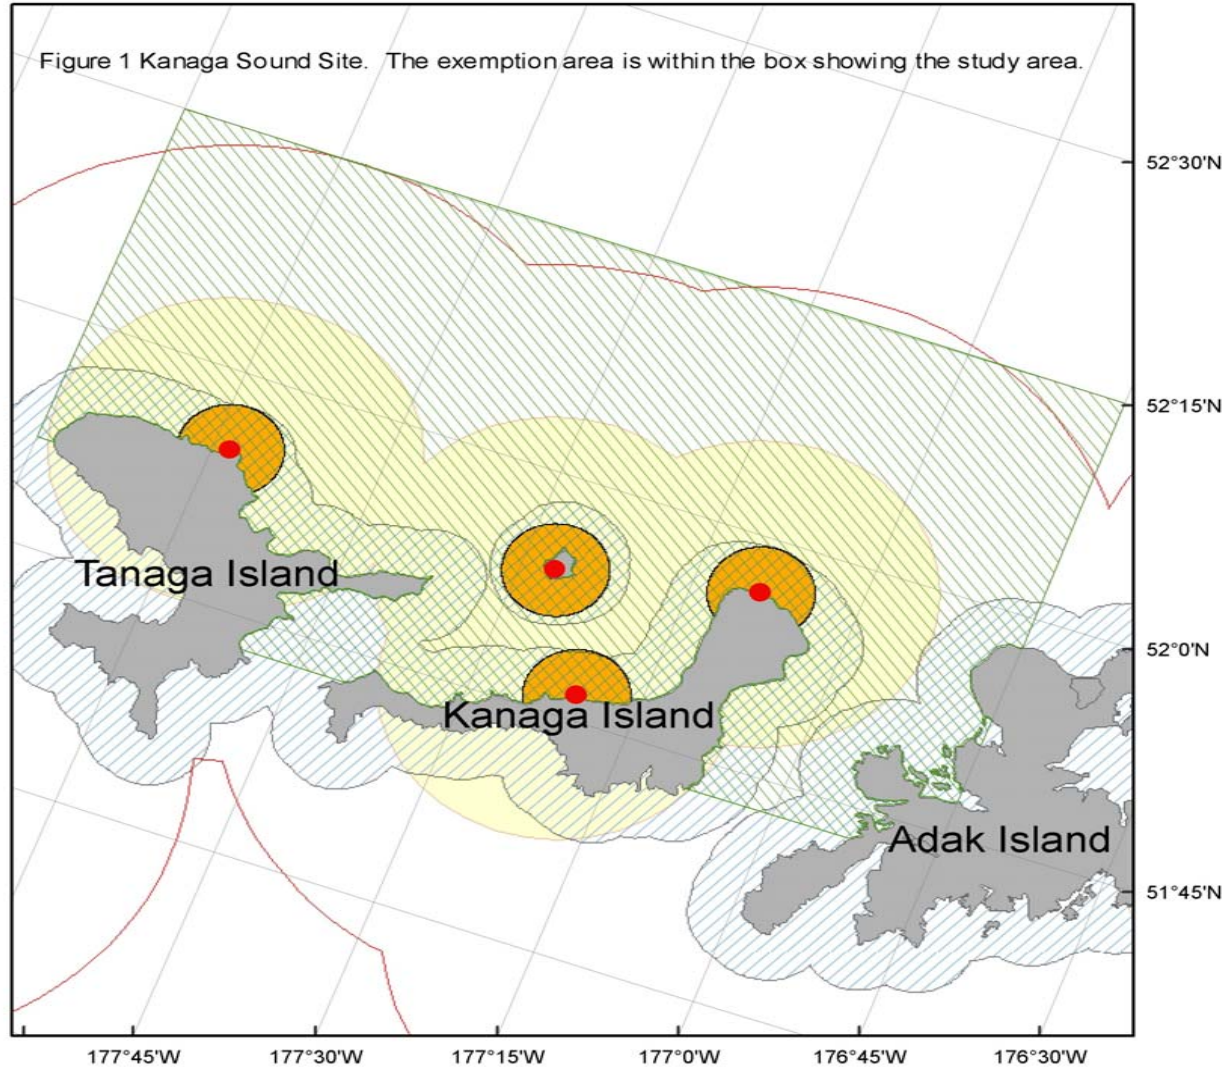 Figure 1 Kanaga Sound Site. The exemption area is within the box showing the study area.
52°30'N
52°15'N
Tanaga Island
52°0'N
Kanaga Island
Adak Island
51°45'N
177°45'W 177°30'W 177°15'W 177°0'W 176°45'W 176°30'W